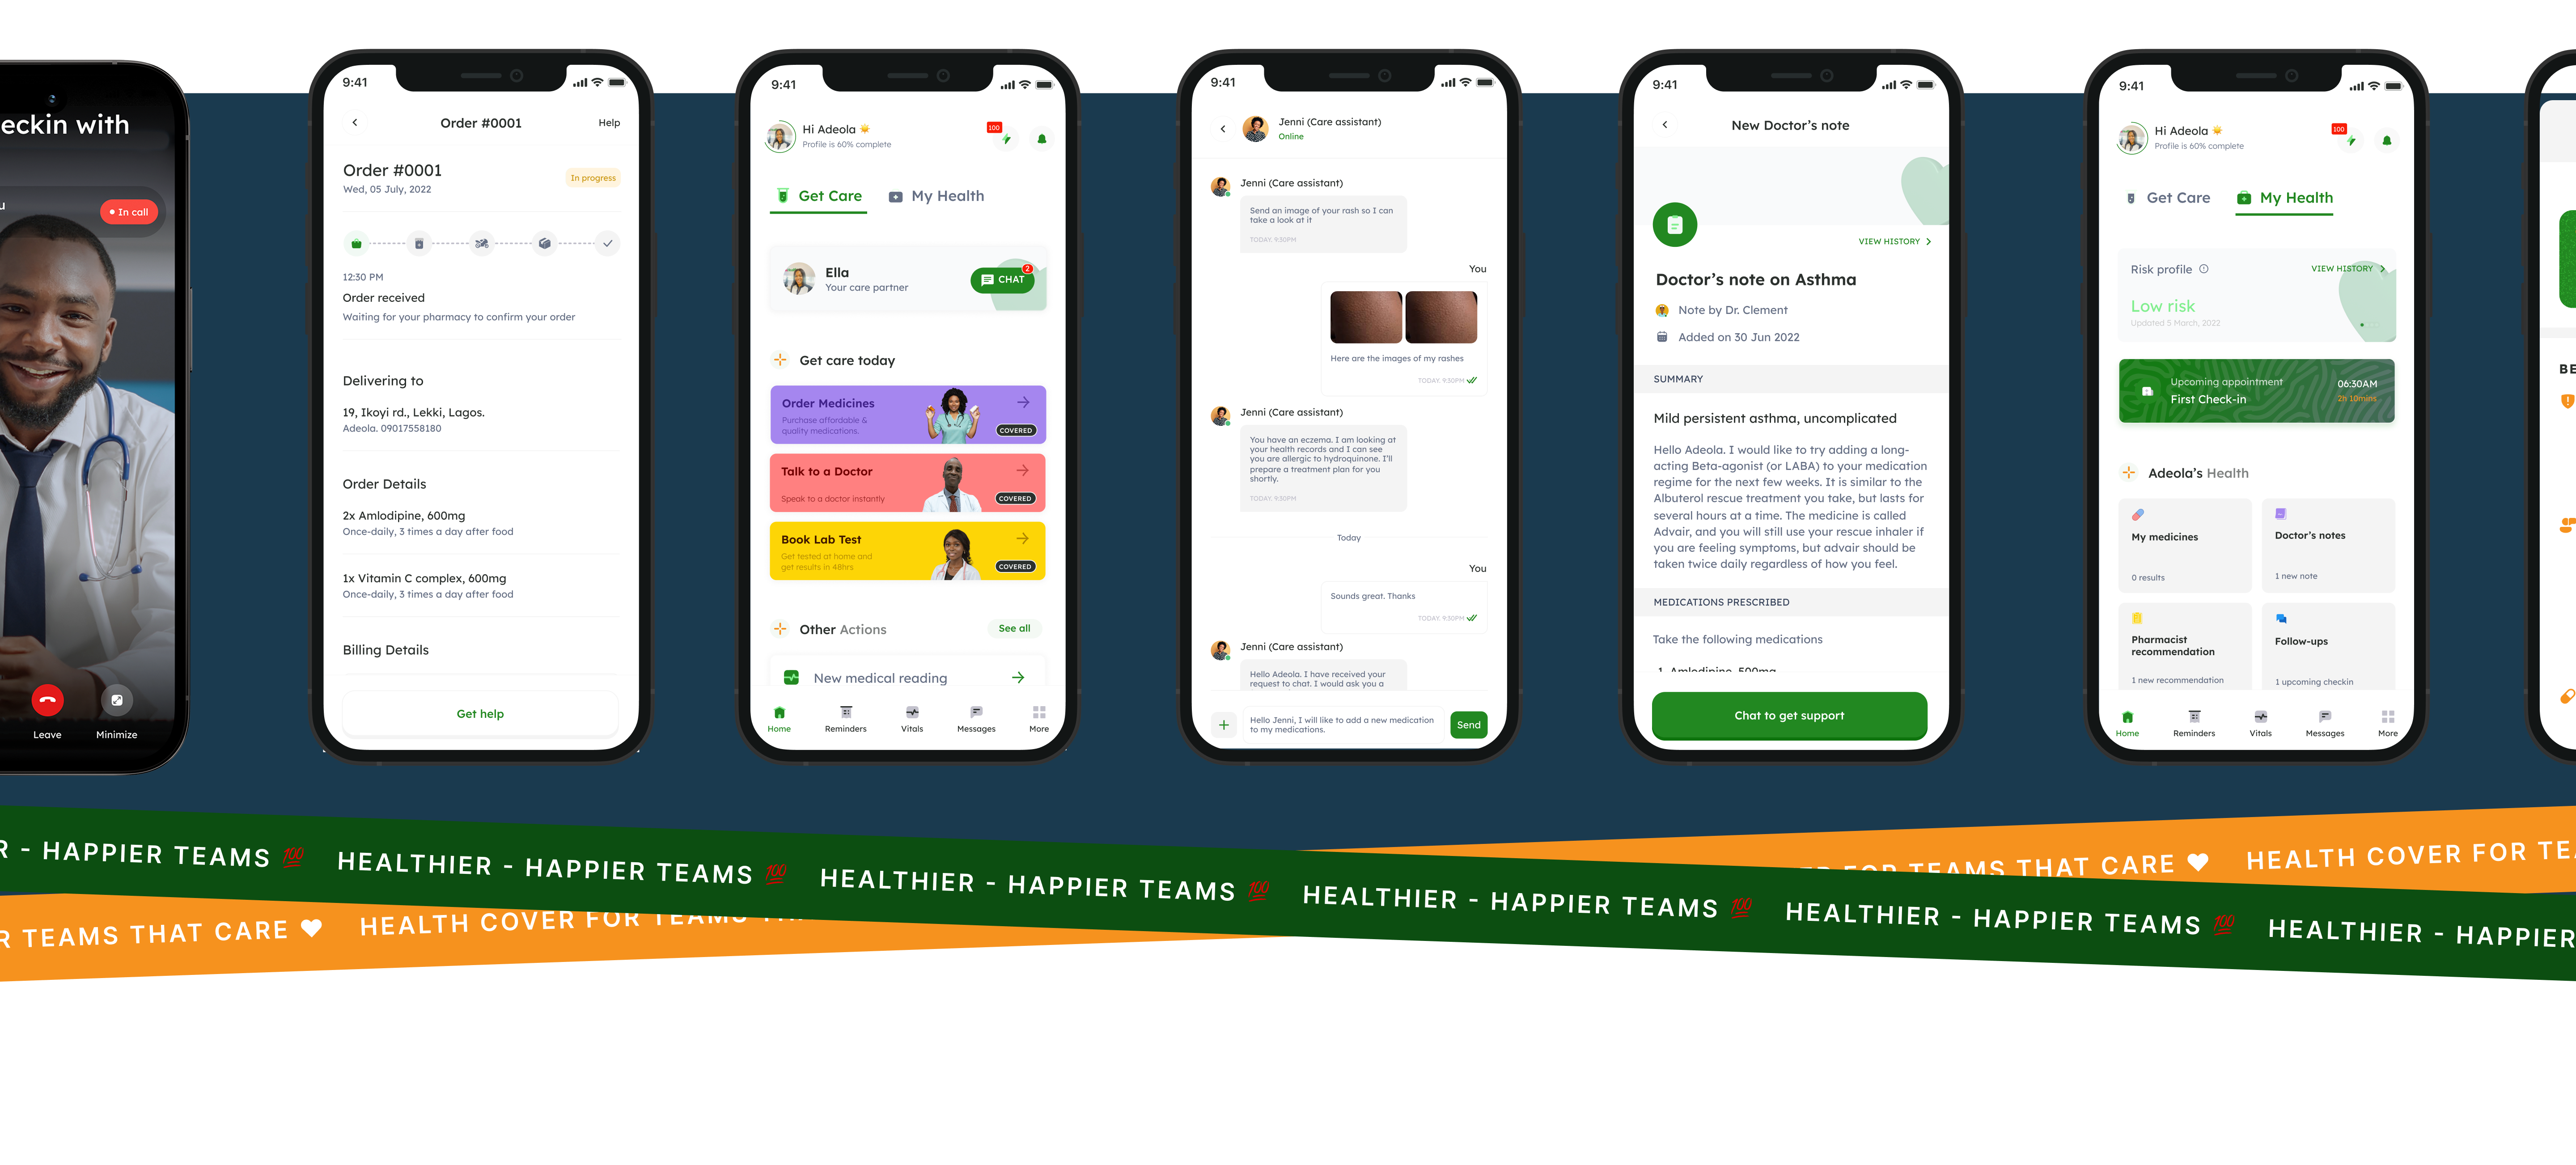 eckin with
u
In call
Leave
Minimize
9:41
Order #0001
Help
Order #0001
Wed, 05 July, 2022
In progress
12:30 PM
Order received
Waiting for your pharmacy to confirm your order
Delivering to
19, Ikoyi rd., Lekki, Lagos.
Adeola. 09017558180
Order Details
2x Amlodipine, 600mg
Once-daily, 3 times a day after food
1x Vitamin C complex, 600mg
Once-daily, 3 times a day after food
Billing Details
Get help
9:41
Hi Adeola
Profile is 60% complete
100
Get Care
My Health
Ella
Your care partner
CHAT
2
Get care today
Order Medicines
Purchase affordable &
quality medications.
COVERED
Talk to a Doctor
Speak to a doctor instantly
COVERED
Book Lab Test
Get tested at home and
get results in 48hrs
COVERED
Other Actions
See all
New medical reading
Home
Reminders
Vitals
Messages
More
9:41
Jenni (Care assistant)
Online
Jenni (Care assistant)
Send an image of your rash so I can
take a look at it
TODAY. 9:30PM
You
Here are the images of my rashes
TODAY. 9:30PM
Jenni (Care assistant)
You have an eczema. I am looking at
your health records and I can see
you are allergic to hydroquinone. I'll
prepare a treatment plan for you
shortly.
TODAY. 9:30PM
Today
You
Sounds great. Thanks
TODAY. 9:30PM
Jenni (Care assistant)
Hello Adeola. I have received your
request to chat. I would ask you a
Hello Jenni, I will like to add a new medication
to my medications.
Send
9:41
New Doctor's note
VIEW HISTORY
Doctor's note on Asthma
Note by Dr. Clement
Added on 30 Jun 2022
SUMMARY
Mild persistent asthma, uncomplicated
Hello Adeola. I would like to try adding a long-
acting Beta-agonist (or LABA) to your medication
regime for the next few weeks. It is similar to the
Albuterol rescue treatment you take, but lasts for
several hours at a time. The medicine is called
Advair, and you will still use your rescue inhaler if
you are feeling symptoms, but advair should be
taken twice daily regardless of how you feel.
MEDICATIONS PRESCRIBED
Take the following medications
1. Amlodipine, 500mg
Chat to get support
9:41
Hi Adeola
Profile is 60% complete
100
Get Care
My Health
Risk profile
VIEW HISTORY
Low risk
Updated 5 March, 2022
Upcoming appointment
First Check-in
06:30AM
2h 10mins
Adeola's Health
My medicines
0 results
Doctor's notes
1 new note
Pharmacist
recommendation
1 new recommendation
Follow-ups
1 upcoming checkin
Home
Reminders
Vitals
Messages
More
BE
R - HAPPIER TEAMS 💯 HEALTHIER - HAPPIER TEAMS 💯 HEALTHIER - HAPPIER TEAMS 💯 HEALTHIER - HAPPIER TEAMS 💯 HEALTHIER - HAPPIER TEAMS 💯 HEALTHIER - HAPPIER
R TEAMS THAT CARE HEALTH COVER FOR TEAMS
FOR TEAMS THAT CARE HEALTH COVER FOR TE